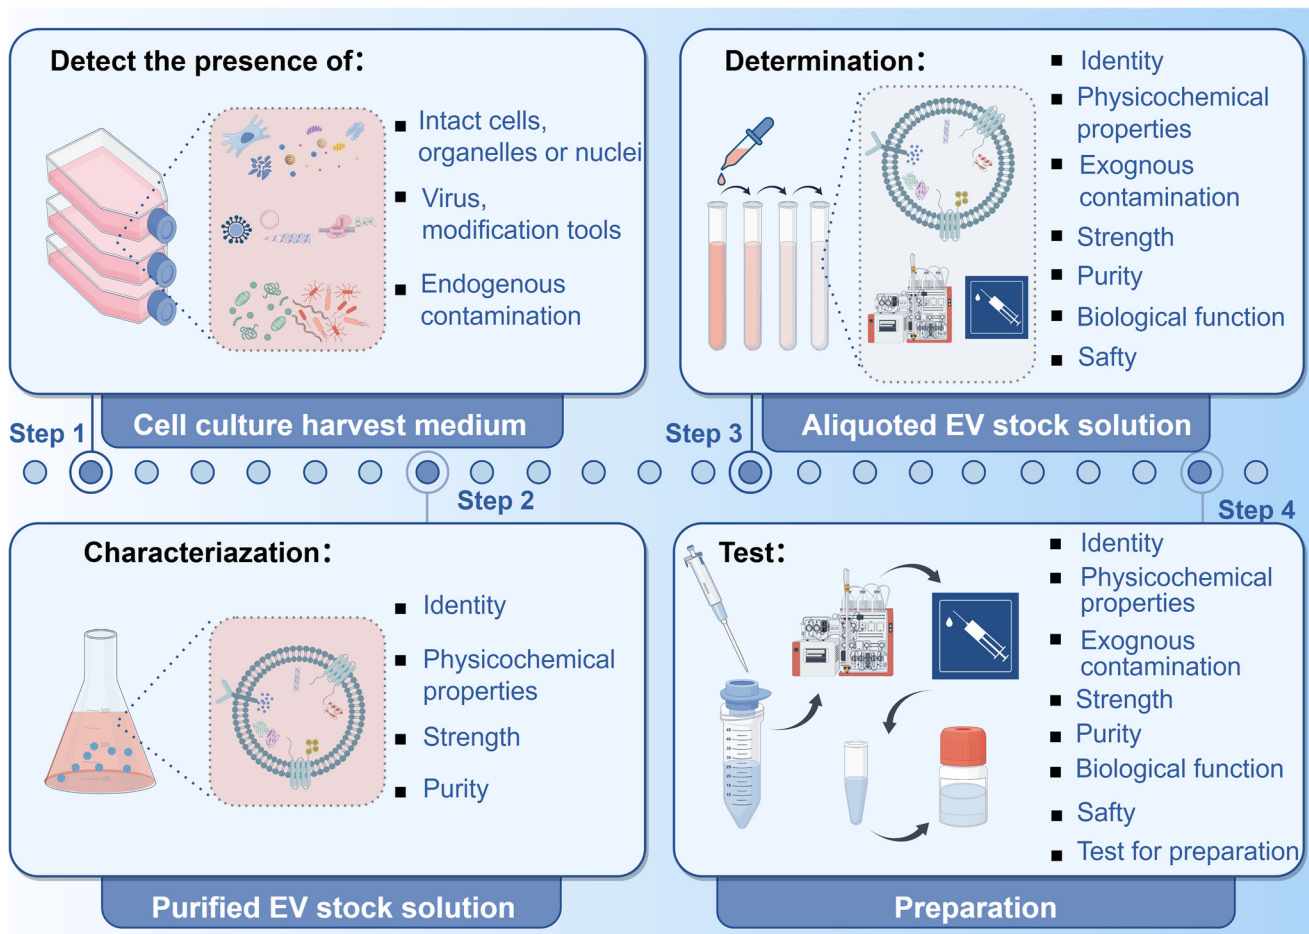 Detect the presence of:
Intact cells,
organelles or nuclei
Virus,
modification tools
Endogenous
contamination
Cell culture harvest medium
Step 1
Step 2
Characteriazation:
Identity
Physicochemical
properties
Strength
Purity
Purified EV stock solution
Determination:
Identity
Physicochemical
properties
Exognous
contamination
Strength
Purity
Biological function
Safty
Aliquoted EV stock solution
Step 3
Step 4
Test:
Identity
Physicochemical
properties
Exognous
contamination
Strength
Purity
Biological function
Safty
Test for preparation
Preparation